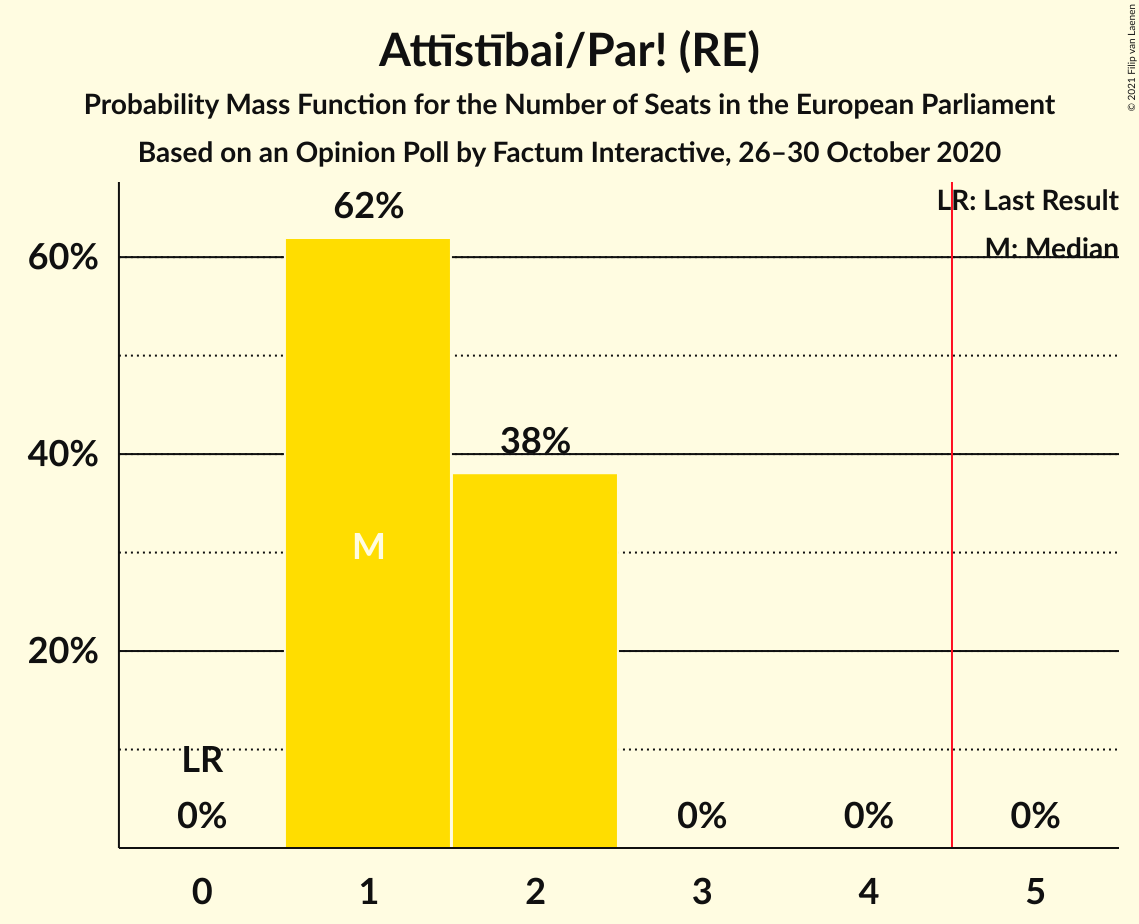 Attīstībai/Par! (RE)
Probability Mass Function for the Number of Seats in the European Parliament
Based on an Opinion Poll by Factum Interactive, 26–30 October 2020
© 2021 Filip van Laenen
LR: Last Result
M: Median
62%
60%
38%
40%
M
20%
LR
0%
0%
0%
0%
0
1
2
3
4
5